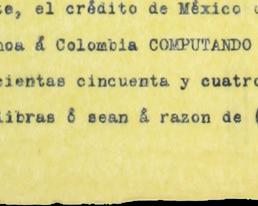 te, el crédito de México
noa á Colombia COMPUTANDO
cientas cincuenta y cuatro
libras ó sean á razon de (